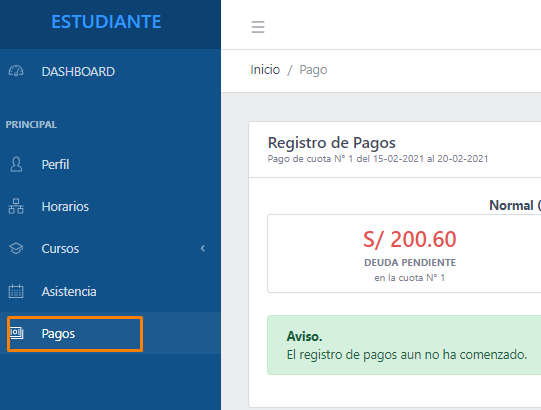 ESTUDIANTE
DASHBOARD
PRINCIPAL
Perfil
Horarios
Cursos
Asistencia
Pagos
Inicio / Pago
Registro de Pagos
Pago de cuota N° 1 del 15-02-2021 al 20-02-2021
Normal (
S/ 200.60
DEUDA PENDIENTE
en la cuota N° 1
Aviso.
El registro de pagos aun no ha comenzado.